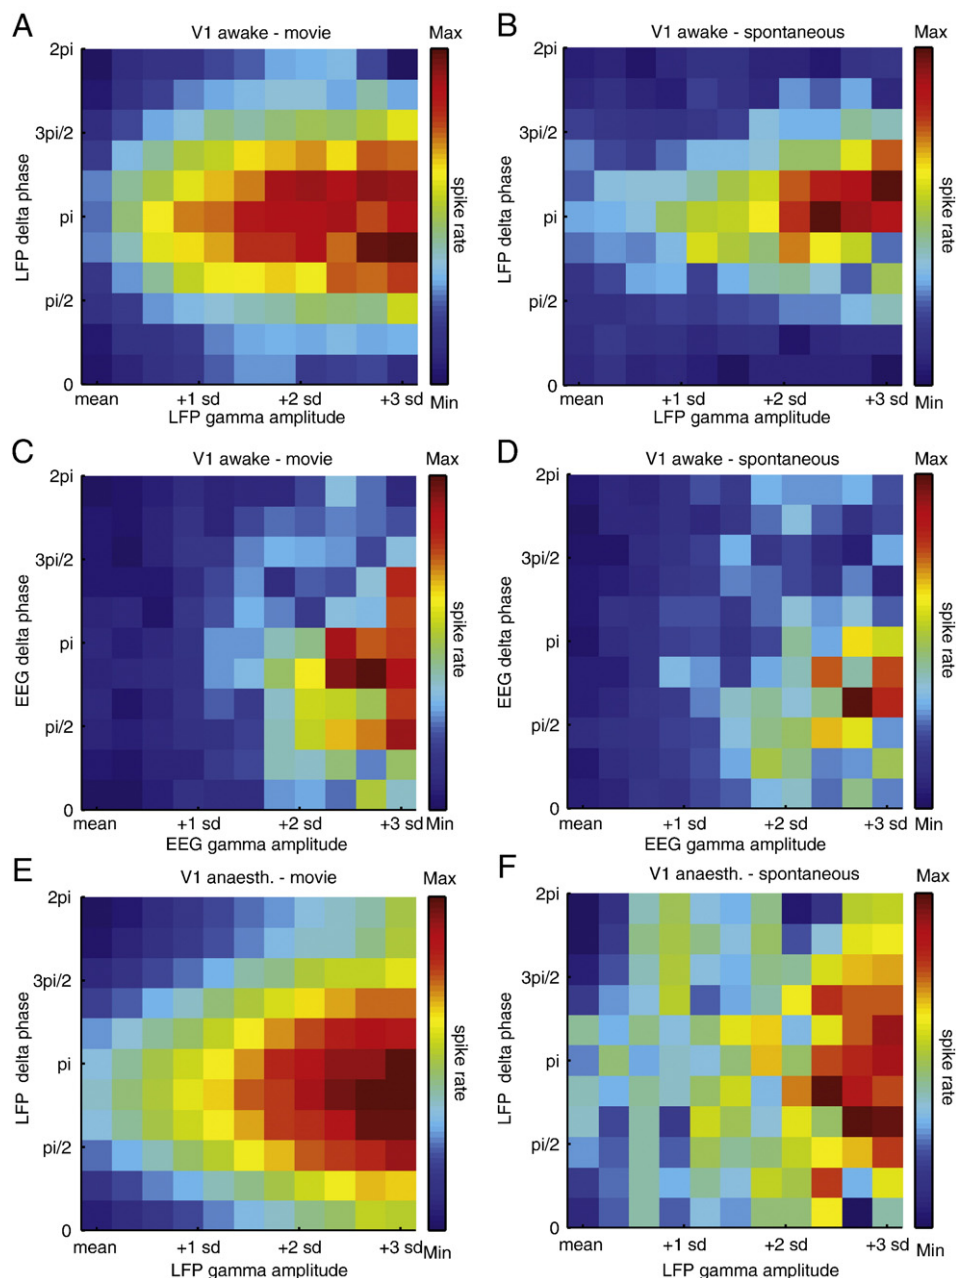 A
V1 awake - movie
Max
2pi
3pi/2
pi
pi/2
0
LFP delta phase
mean
+1 sd
+2 sd
+3 sd
LFP gamma amplitude
spike rate
Min
B
V1 awake - spontaneous
Max
2pi
3pi/2
pi
pi/2
0
LFP delta phase
mean
+1 sd
+2 sd
+3 sd
LFP gamma amplitude
spike rate
Min
C
V1 awake - movie
Max
2pi
3pi/2
pi
pi/2
0
EEG delta phase
mean
+1 sd
+2 sd
+3 sd
EEG gamma amplitude
spike rate
Min
D
V1 awake - spontaneous
Max
2pi
3pi/2
pi
pi/2
0
EEG delta phase
mean
+1 sd
+2 sd
+3 sd
EEG gamma amplitude
spike rate
Min
E
V1 anaesth. - movie
Max
2pi
3pi/2
pi
pi/2
0
LFP delta phase
mean
+1 sd
+2 sd
+3 sd
LFP gamma amplitude
spike rate
Min
F
V1 anaesth. - spontaneous
Max
2pi
3pi/2
pi
pi/2
0
LFP delta phase
mean
+1 sd
+2 sd
+3 sd
LFP gamma amplitude
spike rate
Min